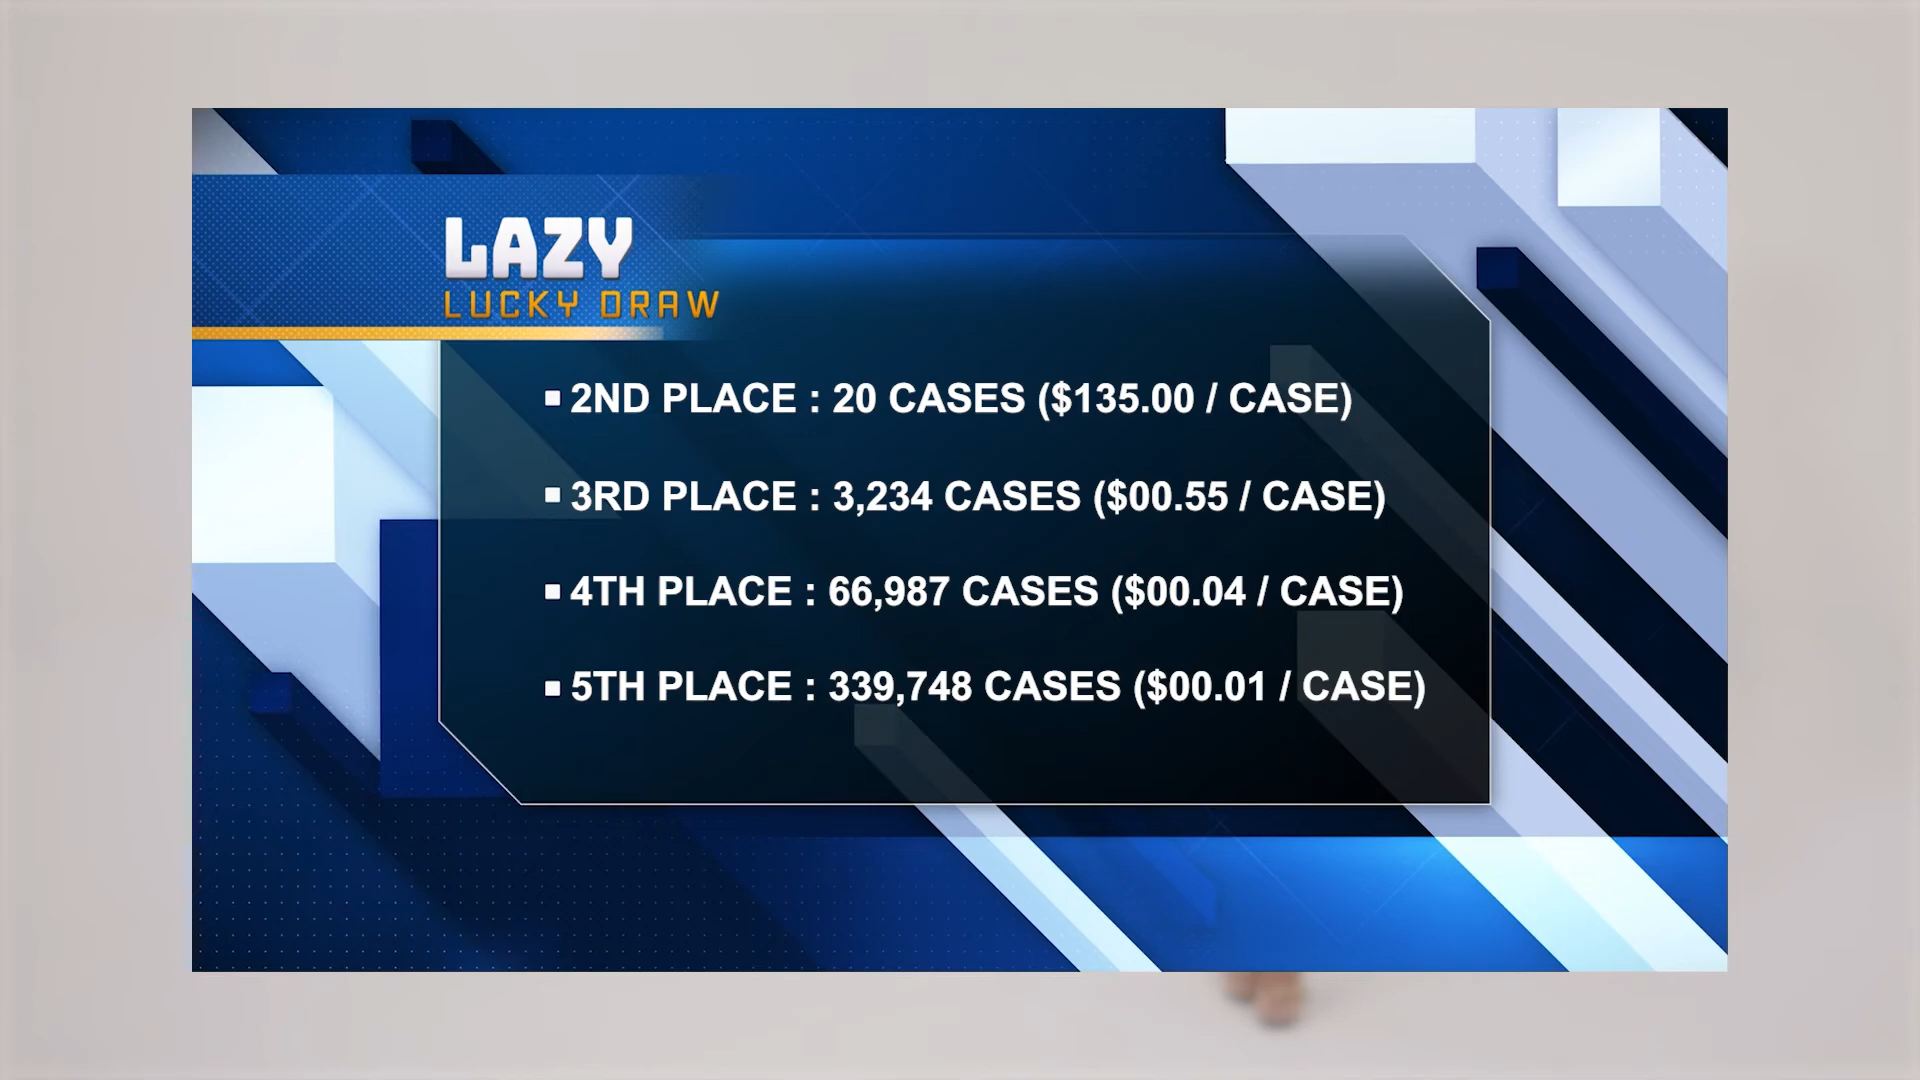 LAZY
LUCKY DRAW
2ND PLACE : 20 CASES ($135.00 / CASE)
3RD PLACE : 3,234 CASES ($00.55 / CASE)
4TH PLACE : 66,987 CASES ($00.04 / CASE)
5TH PLACE : 339,748 CASES ($00.01 / CASE)